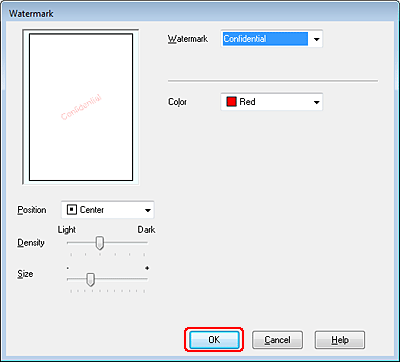 Watermark
Confidential
Watermark Confidential
Color Red
Position Center
Light Dark
Density
- +
Size
OK Cancel Help